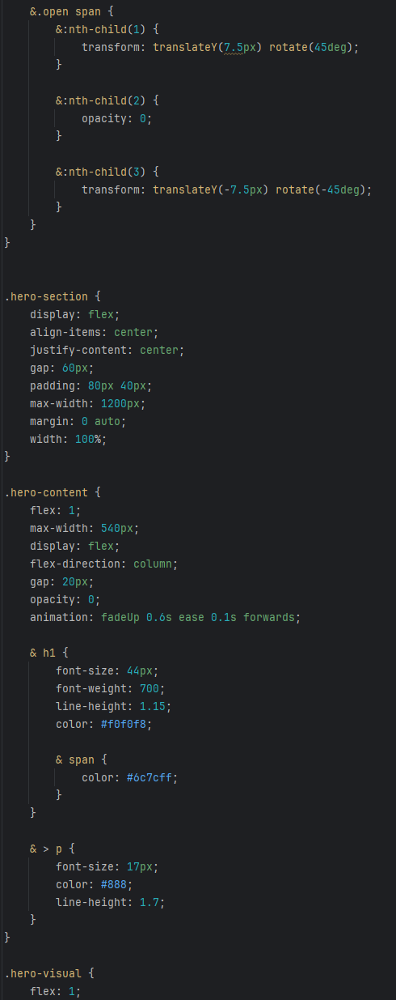 &.open span {
&:nth-child(1) {
transform: translateY(7.5px) rotate(45deg);
}
&:nth-child(2) {
opacity: 0;
}
&:nth-child(3) {
transform: translateY(-7.5px) rotate(-45deg);
}
}
}
.hero-section {
display: flex;
align-items: center;
justify-content: center;
gap: 60px;
padding: 80px 40px;
max-width: 1200px;
margin: 0 auto;
width: 100%;
}
.hero-content {
flex: 1;
max-width: 540px;
display: flex;
flex-direction: column;
gap: 20px;
opacity: 0;
animation: fadeUp 0.6s ease 0.1s forwards;
& h1 {
font-size: 44px;
font-weight: 700;
line-height: 1.15;
color: #f0f0f8;
& span {
color: #6c7cff;
}
}
& > p {
font-size: 17px;
color: #888;
line-height: 1.7;
}
}
.hero-visual {
flex: 1;